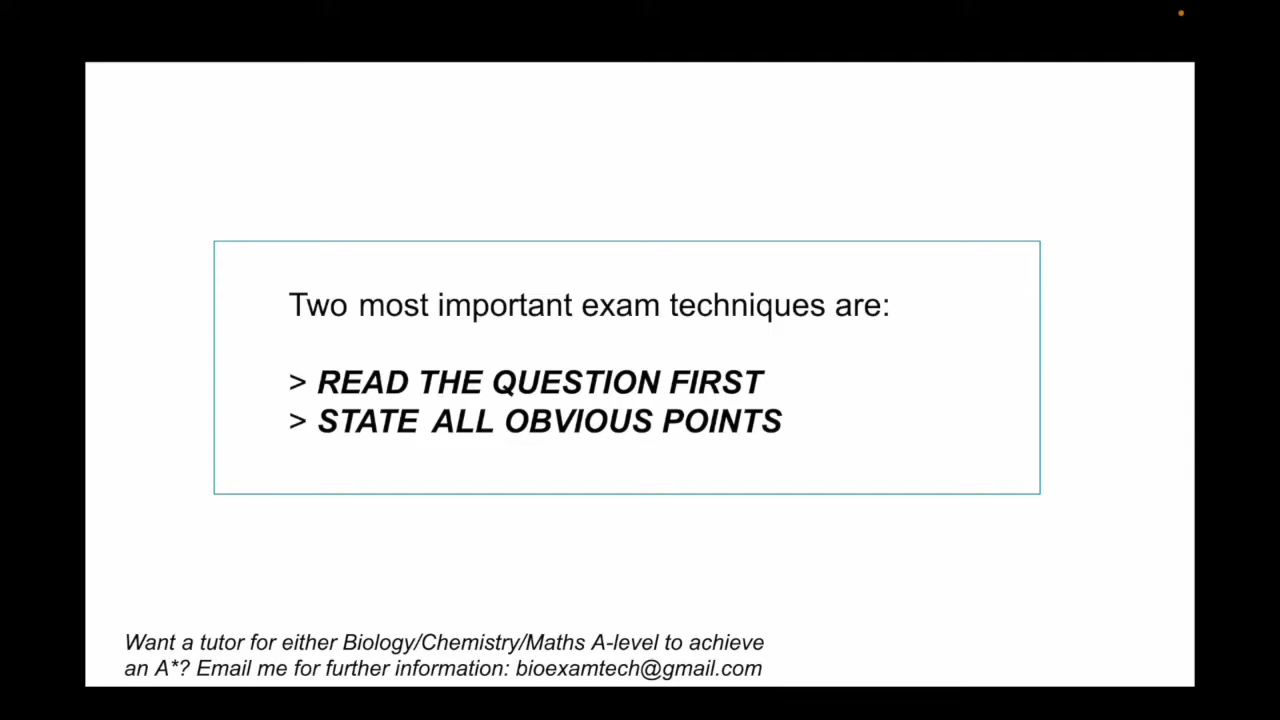 Two most important exam techniques are:
> READ THE QUESTION FIRST
> STATE ALL OBVIOUS POINTS
Want a tutor for either Biology/Chemistry/Maths A-level to achieve
an A*? Email me for further information: bioexamtech@gmail.com